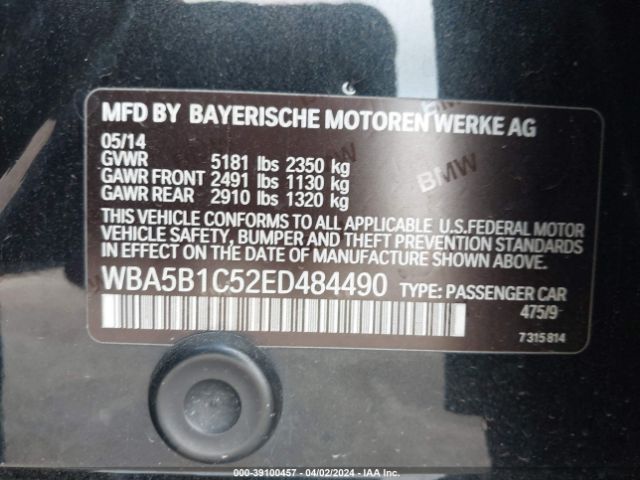 MFD BY BAYERISCHE MOTOREN WERKE AG
05/14
GVWR 5181 lbs 2350 kg
GAWR FRONT 2491 lbs 1130 kg
GAWR REAR 2910 lbs 1320 kg
BMW
THIS VEHICLE CONFORMS TO ALL APPLICABLE U.S.FEDERAL MOTOR
VEHICLE SAFETY, BUMPER AND THEFT PREVENTION STANDARDS
IN EFFECT ON THE DATE OF MANUFACTURE SHOWN ABOVE.
WBA5B1C52ED484490 TYPE: PASSENGER CAR
475/9
7315814
000-39100457 - 04/02/2024 - IAA Inc.